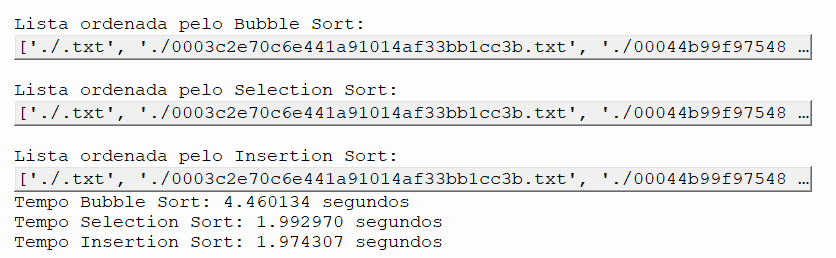 Lista ordenada pelo Bubble Sort:
['./.txt', './0003c2e70c6e441a91014af33bb1cc3b.txt', './00044b99f97548 …
Lista ordenada pelo Selection Sort:
['./.txt', './0003c2e70c6e441a91014af33bb1cc3b.txt', './00044b99f97548 …
Lista ordenada pelo Insertion Sort:
['./.txt', './0003c2e70c6e441a91014af33bb1cc3b.txt', './00044b99f97548 …
Tempo Bubble Sort: 4.460134 segundos
Tempo Selection Sort: 1.992970 segundos
Tempo Insertion Sort: 1.974307 segundos